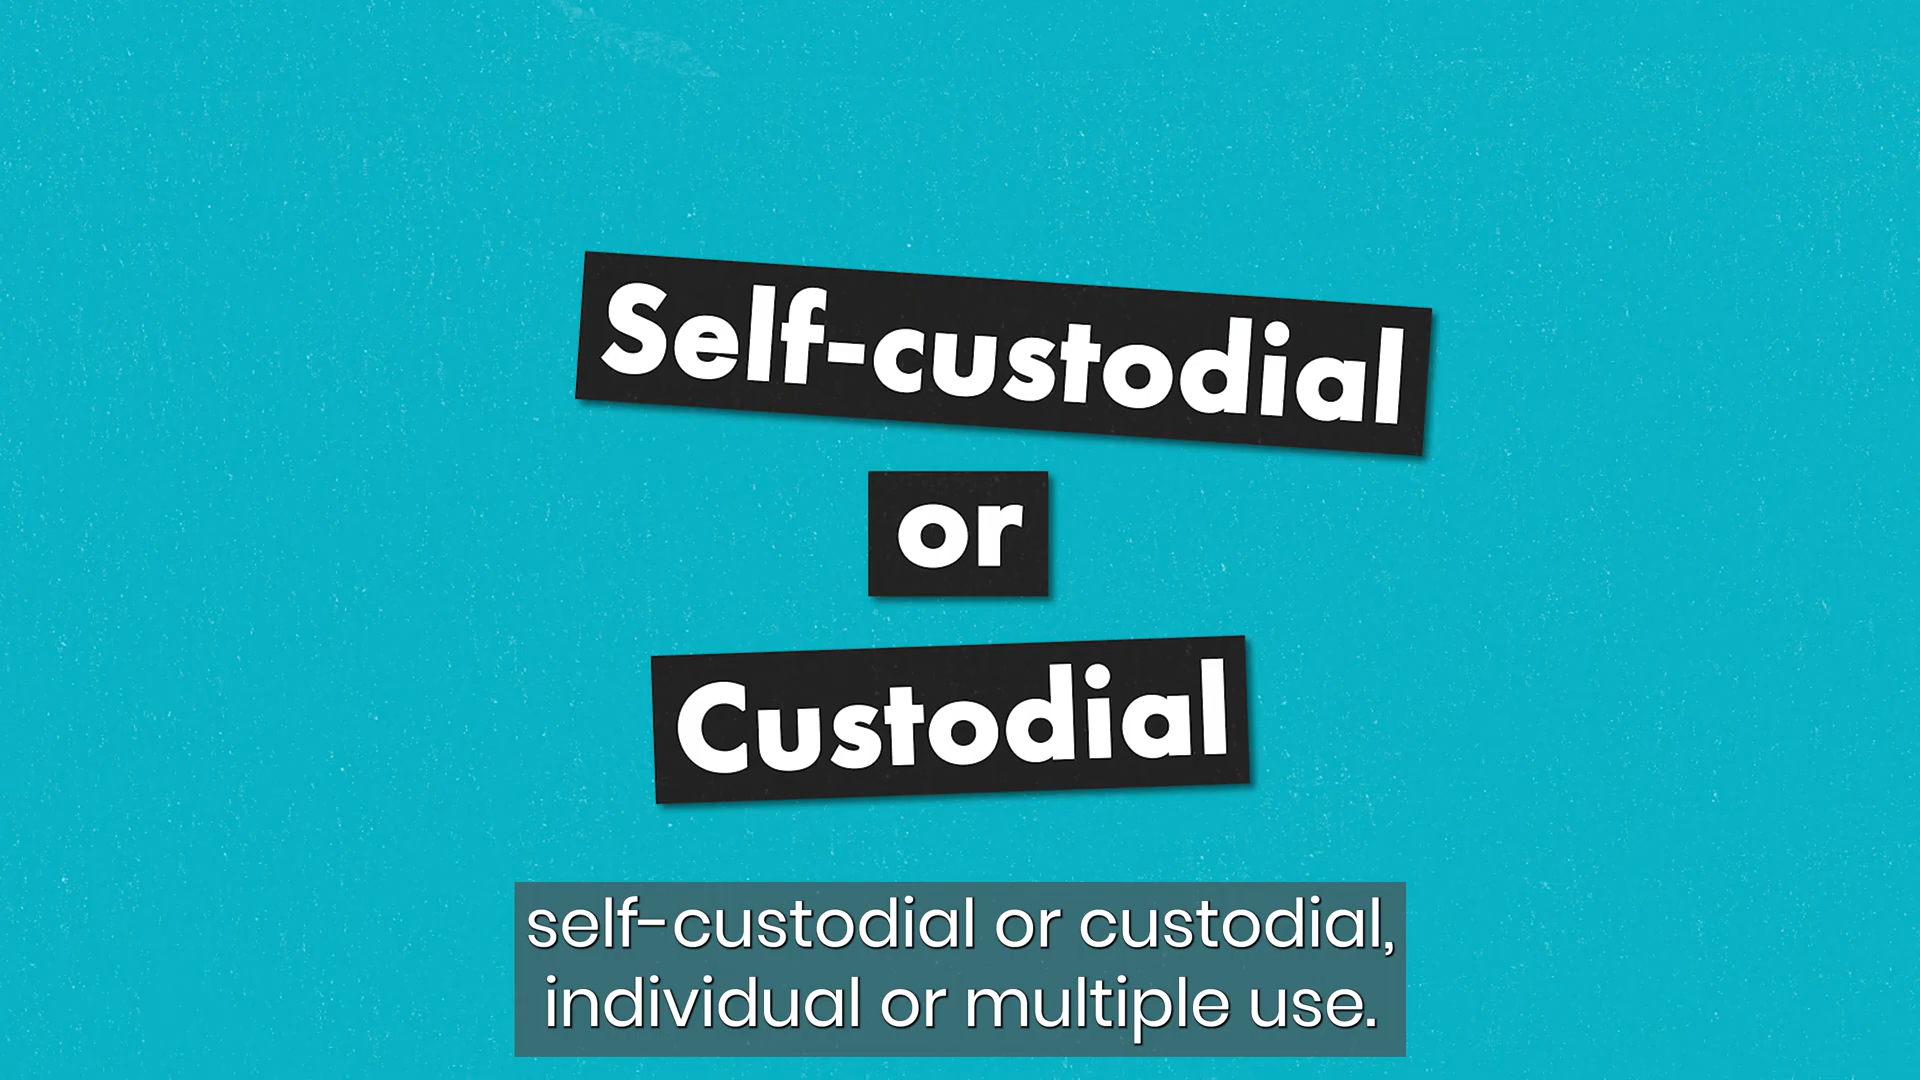 Self-custodial
or
Custodial
self-custodial or custodial,
individual or multiple use.